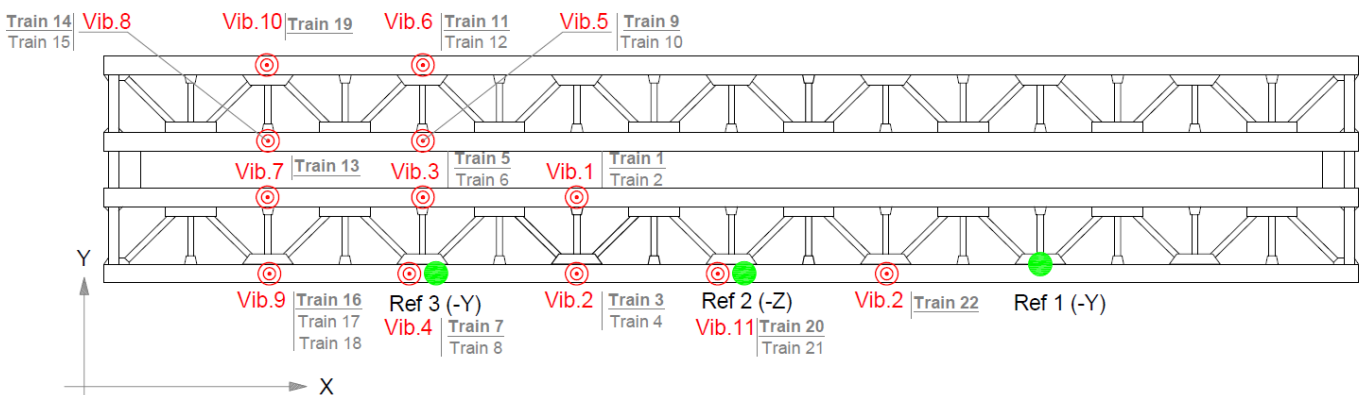 Train 14 Vib.8 Vib.10 Train 19 Vib.6 Train 11 Vib.5 Train 9
Train 15 Train 12 Train 10
Vib.7 Train 13 Vib.3 Train 5 Vib.1 Train 1
Train 6 Train 2
Y
Vib.9 Train 16 Ref 3 (-Y) Vib.2 Train 3 Ref 2 (-Z) Vib.2 Train 22 Ref 1 (-Y)
Train 17 Vib.4 Train 7 Train 4 Vib.11 Train 20
Train 18 Train 8 Train 21
X